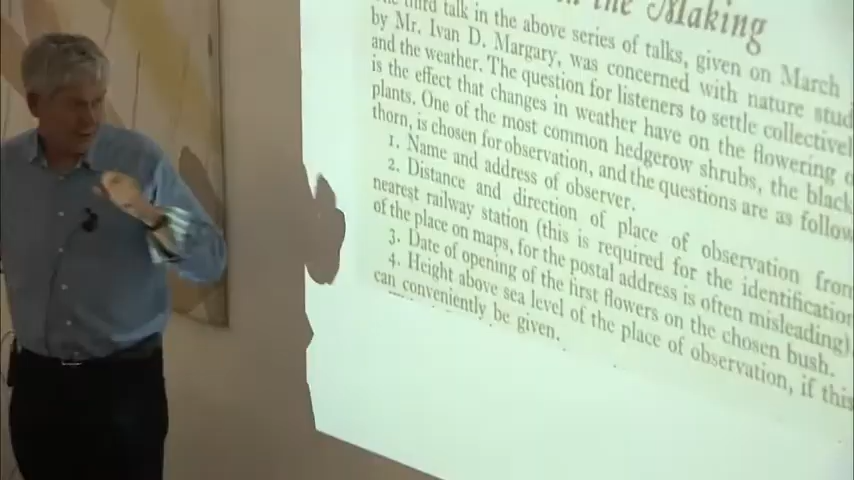 the Making
third talk in the above series of talks, given on March
by Mr. Ivan D. Margary, was concerned with nature stud
and the weather. The question for listeners to settle collectivel
is the effect that changes in weather have on the flowering o
plants. One of the most common hedgerow shrubs, the black
thorn, is chosen for observation, and the questions are as follow
1. Name and address of observer.
2. Distance and direction of place of observation from
nearest railway station (this is required for the identification
of the place on maps, for the postal address is often misleading)
3. Date of opening of the first flowers on the chosen bush.
4. Height above sea level of the place of observation, if this
can conveniently be given.